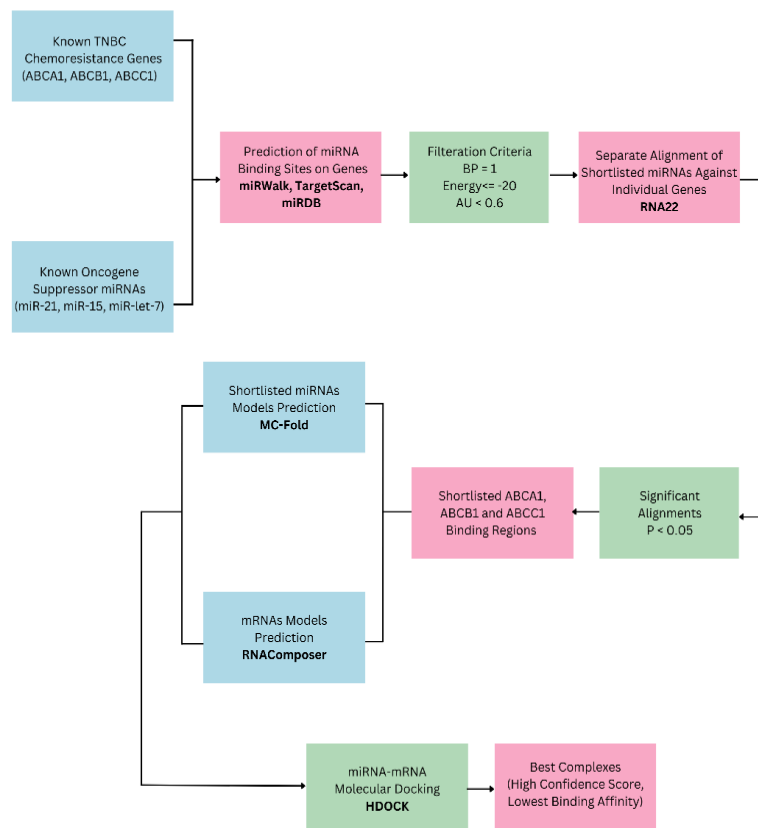 Known TNBC
Chemoresistance Genes
(ABCA1, ABCB1, ABCC1)
Known Oncogene
Suppressor miRNAs
(miR-21, miR-15, miR-let-7)
Prediction of miRNA
Binding Sites on Genes
miRWalk, TargetScan,
miRDB
Filteration Criteria
BP = 1
Energy<= -20
AU < 0.6
Separate Alignment of
Shortlisted miRNAs Against
Individual Genes
RNA22
Significant
Alignments
P < 0.05
Shortlisted ABCA1,
ABCB1 and ABCC1
Binding Regions
Shortlisted miRNAs
Models Prediction
MC-Fold
mRNAs Models
Prediction
RNAComposer
miRNA-mRNA
Molecular Docking
HDOCK
Best Complexes
(High Confidence Score,
Lowest Binding Affinity)